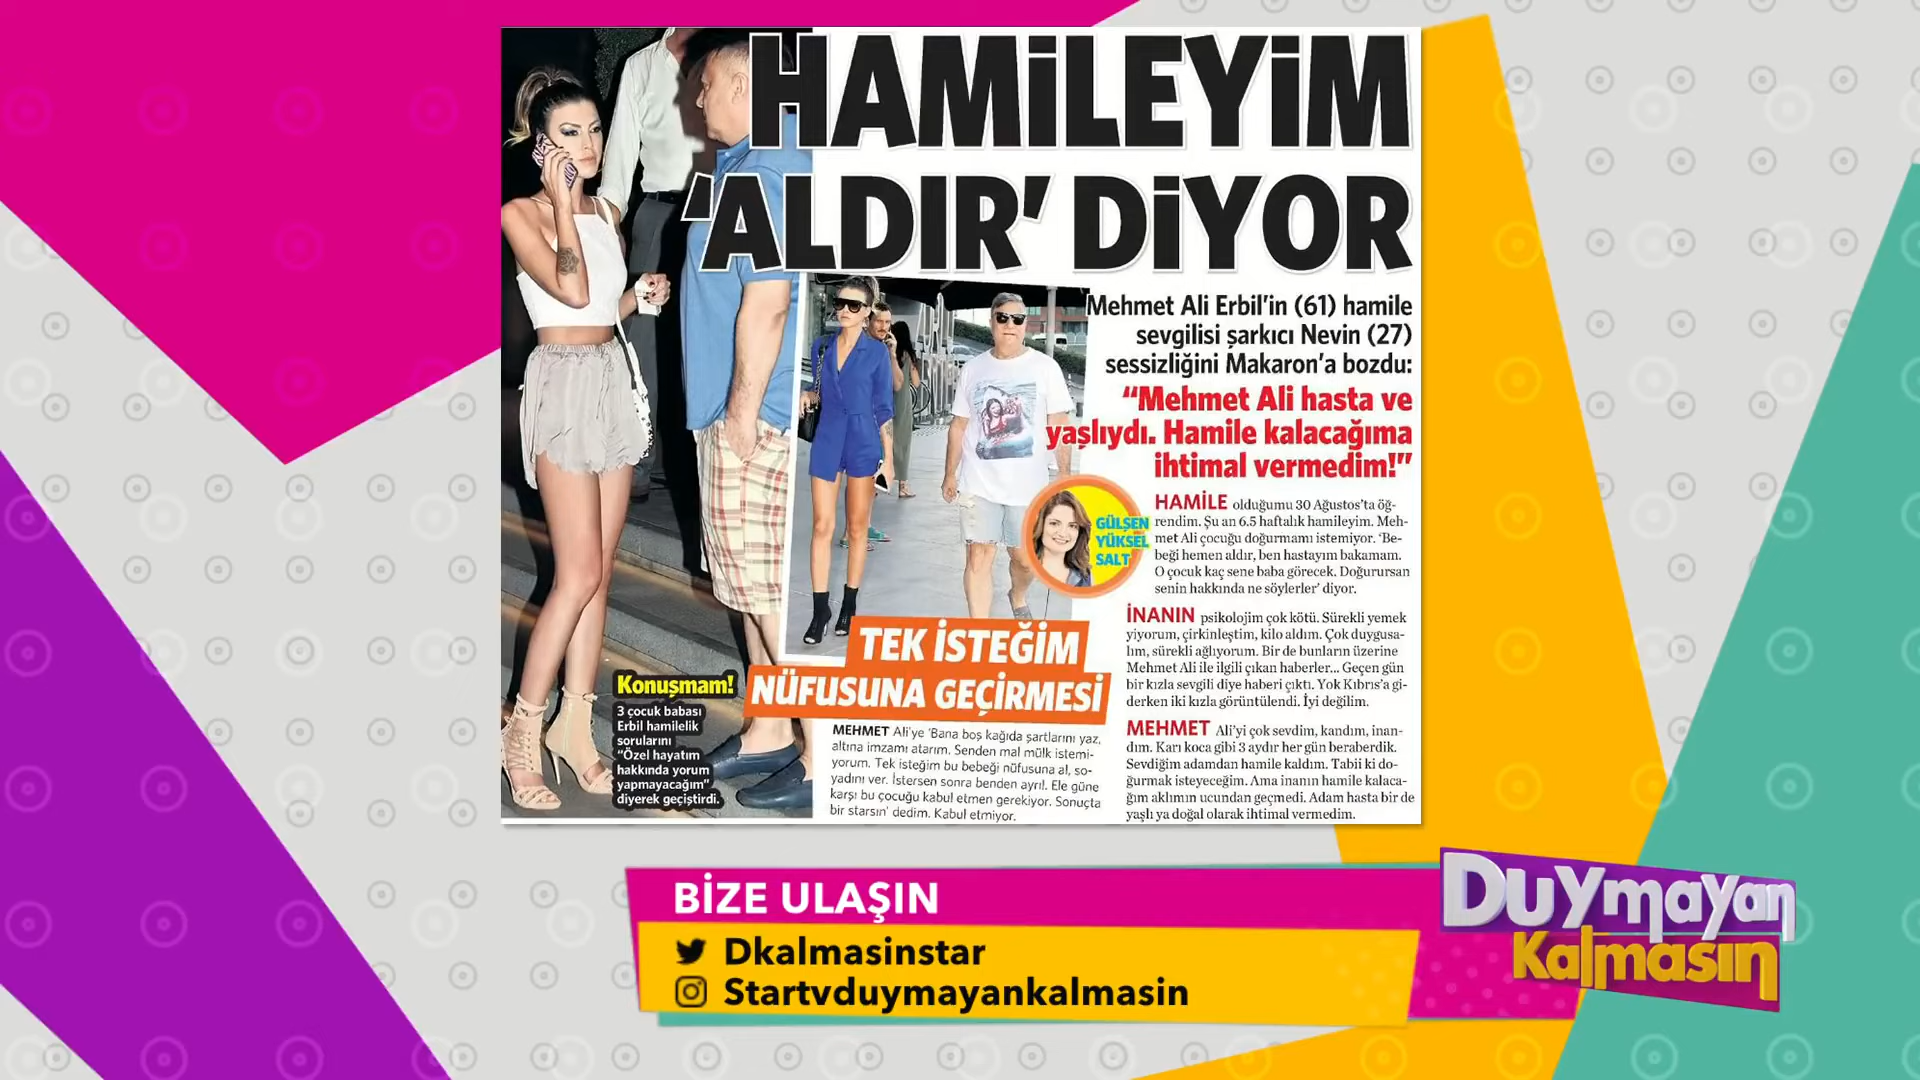 HAMİLEYİM
'ALDIR' DİYOR
Mehmet Ali Erbil'in (61) hamile
sevgilisi şarkıcı Nevin (27)
sessizliğini Makaron'a bozdu:
"Mehmet Ali hasta ve
yaşlıydı. Hamile kalacağıma
ihtimal vermedim!"
GÜLŞEN
YÜKSEL
SALT
HAMİLE olduğumu 30 Ağustos'ta öğ-
rendim. Şu an 6.5 haftalık hamileyim. Meh-
met Ali çocuğu doğurmamı istemiyor. 'Be-
beği hemen aldır, ben hastayım bakamam.
O çocuk kaç sene baba görecek. Doğurursan
senin hakkında ne söylerler' diyor.
İNANIN psikolojim çok kötü. Sürekli yemek
yiyorum, çirkinleştim, kilo aldım. Çok duygusa-
lım, sürekli ağlıyorum. Bir de bunların üzerine
Mehmet Ali ile ilgili çıkan haberler... Geçen gün
bir kızla sevgili diye haberi çıktı. Yok Kıbrıs'a gi-
derken iki kızla görüntülendi. İyi değilim.
MEHMET Ali'yi çok sevdim, kandım, inan-
dım. Karı koca gibi 3 aydır her gün beraberdik.
Sevdiğim adamdan hamile kaldım. Tabii ki do-
ğurmak isteyeceğim. Ama inanın hamile kalaca-
ğım aklımın ucundan geçmedi. Adam hasta bir de
yaşlı ya doğal olarak ihtimal vermedim.
TEK İSTEĞİM
NÜFUSUNA GEÇİRMESİ
MEHMET Ali'ye 'Bana boş kağıda şartlarını yaz,
altına imzamı atarım. Senden mal mülk istemi-
yorum. Tek isteğim bu bebeği nüfusuna al, so-
yadını ver. İstersen sonra benden ayrıl. Ele güne
karşı bu çocuğu kabul etmen gerekiyor. Sonuçta
bir starsın' dedim. Kabul etmiyor.
Konuşmam!
3 çocuk babası
Erbil hamilelik
sorularını
"Özel hayatım
hakkında yorum
yapmayacağım"
diyerek geçiştirdi.
BİZE ULAŞIN
Dkalmasinstar
Startvduymayankalmasin
Duymayan
Kalmasın